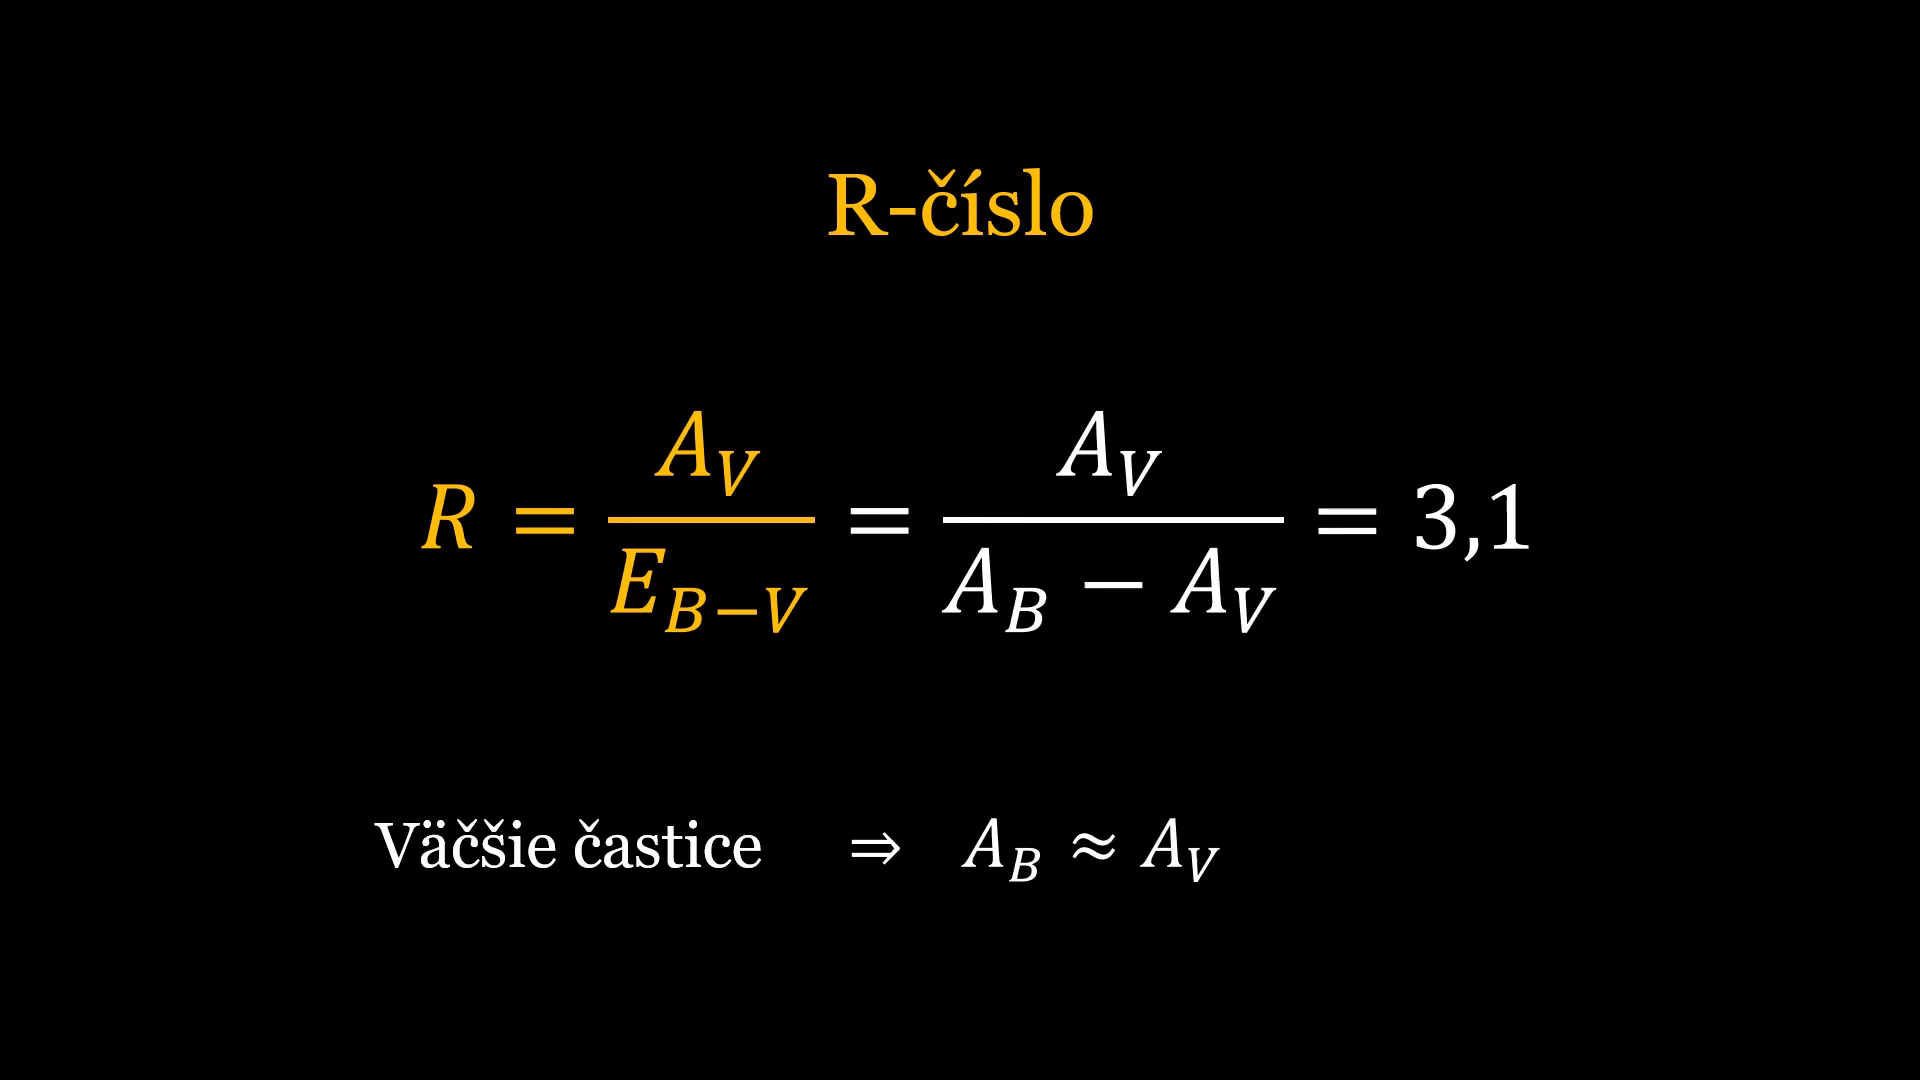 R-číslo
R = A_V / E_{B−V} = A_V / (A_B − A_V) = 3,1
Väčšie častice ⇒ A_B ≈ A_V